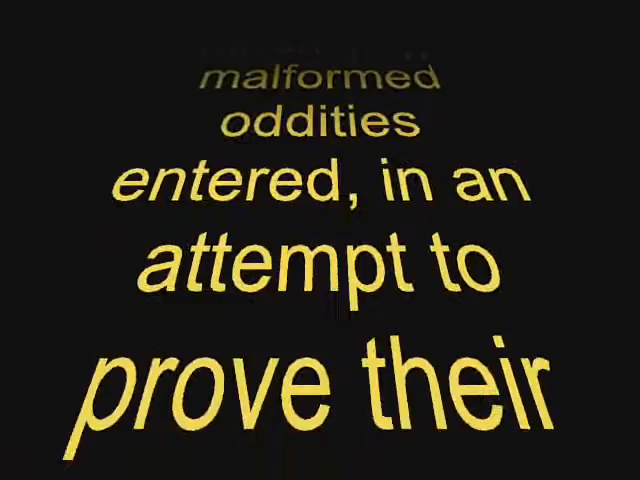 malformed
oddities
entered, in an
attempt to
prove their